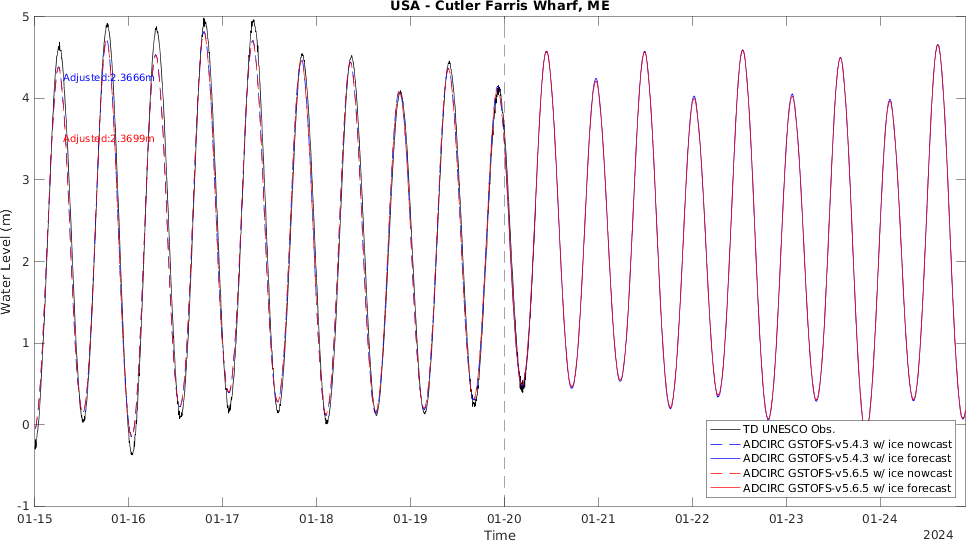 USA - Cutler Farris Wharf, ME
5
4
3
2
1
0
-1
Water Level (m)
Adjusted:2.3666m
Adjusted:2.3699m
TD UNESCO Obs.
ADCIRC GSTOFS-v5.4.3 w/ ice nowcast
ADCIRC GSTOFS-v5.4.3 w/ ice forecast
ADCIRC GSTOFS-v5.6.5 w/ ice nowcast
ADCIRC GSTOFS-v5.6.5 w/ ice forecast
01-15 01-16 01-17 01-18 01-19 01-20 01-21 01-22 01-23 01-24
Time
2024